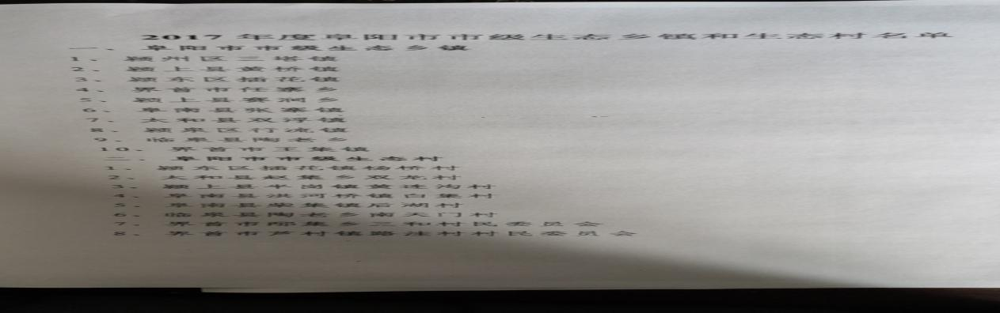 2017年度阜阳市市级生态乡镇和生态村名单
一、阜阳市市级生态乡镇
1、颍州区三塔镇
2、颍上县黄桥镇
3、颍东区插花镇
4、界首市任寨乡
5、颍上县赛涧乡
6、阜南县张寨镇
7、太和县双浮镇
8、颍泉区行流镇
9、临泉县陶老乡
10、界首市王集镇
二、阜阳市市级生态村
1、颍东区插花镇杨桥村
2、太和县赵集乡双龙村
3、颍上县半岗镇黄连沟村
4、阜南县洪河桥镇白集村
5、阜南县柴集镇后湖村
6、临泉县陶老乡南天门村
7、界首市邴集乡三和村民委员会
8、界首市芦村镇路洼村村民委员会